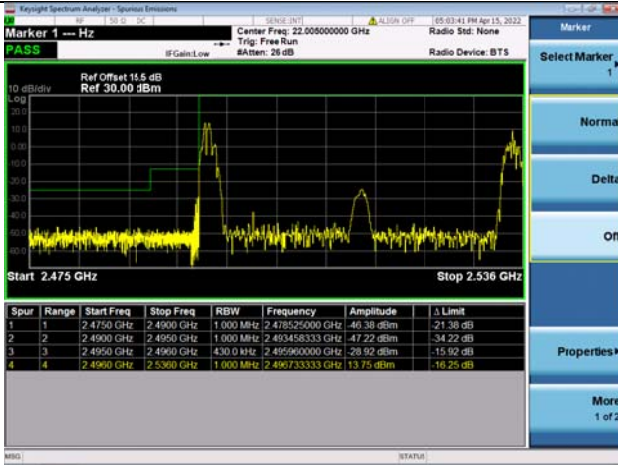 Keysight Spectrum Analyzer - Spurious Emissions
RF 50 Ω DC SENSE:INT ALIGN OFF 05:03:41 PM Apr 15, 2022
Marker 1 --- Hz
Center Freq: 22.005000000 GHz
Radio Std: None
Trig: Free Run
PASS
IFGain:Low
#Atten: 26 dB
Radio Device: BTS
Ref Offset 15.5 dB
10 dB/div
Ref 30.00 dBm
Log
20.0
10.0
0.00
-10.0
-20.0
-30.0
-40.0
-50.0
-60.0
Start 2.475 GHz
Stop 2.536 GHz
Spur Range Start Freq Stop Freq RBW Frequency Amplitude Δ Limit
1 1 2.4750 GHz 2.4900 GHz 1.000 MHz 2.478525000 GHz -46.38 dBm -21.38 dB
2 2 2.4900 GHz 2.4950 GHz 1.000 MHz 2.493458333 GHz -47.22 dBm -34.22 dB
3 3 2.4950 GHz 2.4960 GHz 430.0 kHz 2.495960000 GHz -28.92 dBm -15.92 dB
4 4 2.4960 GHz 2.5360 GHz 1.000 MHz 2.496733333 GHz 13.75 dBm -16.25 dB
MSG
STATUS
Marker
Select Marker
1
Normal
Delta
Off
Properties
More
1 of 2